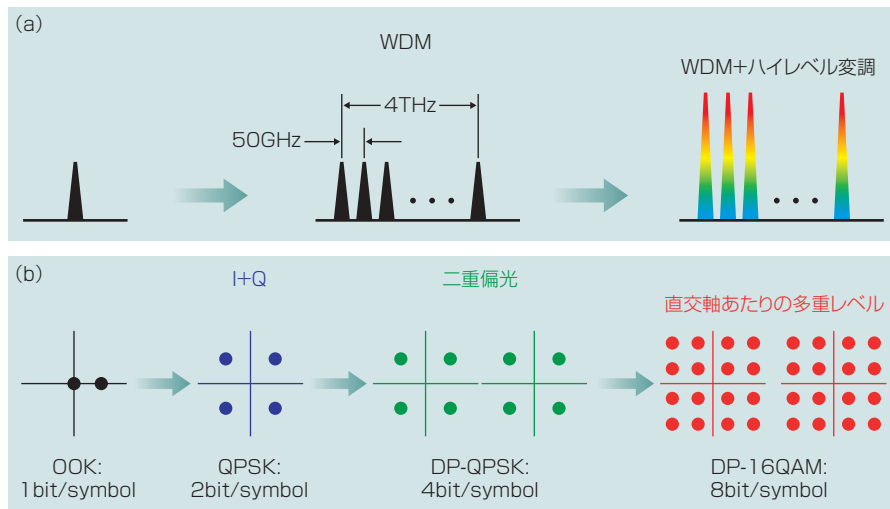 (a)
WDM
WDM+ハイレベル変調
4THz
50GHz
(b)
I+Q
二重偏光
直交軸あたりの多重レベル
OOK:
1bit/symbol
QPSK:
2bit/symbol
DP-QPSK:
4bit/symbol
DP-16QAM:
8bit/symbol